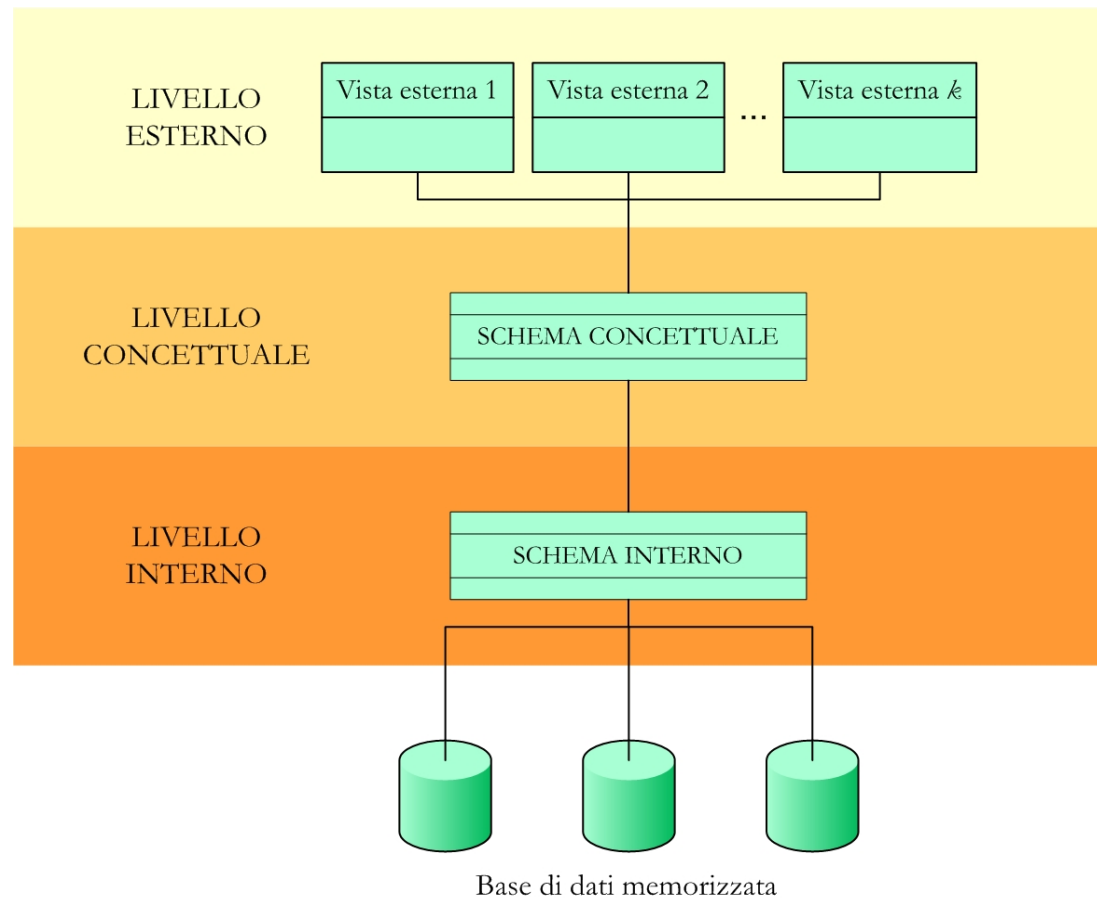 LIVELLO
ESTERNO
Vista esterna 1
Vista esterna 2
...
Vista esterna k
LIVELLO
CONCETTUALE
SCHEMA CONCETTUALE
LIVELLO
INTERNO
SCHEMA INTERNO
Base di dati memorizzata